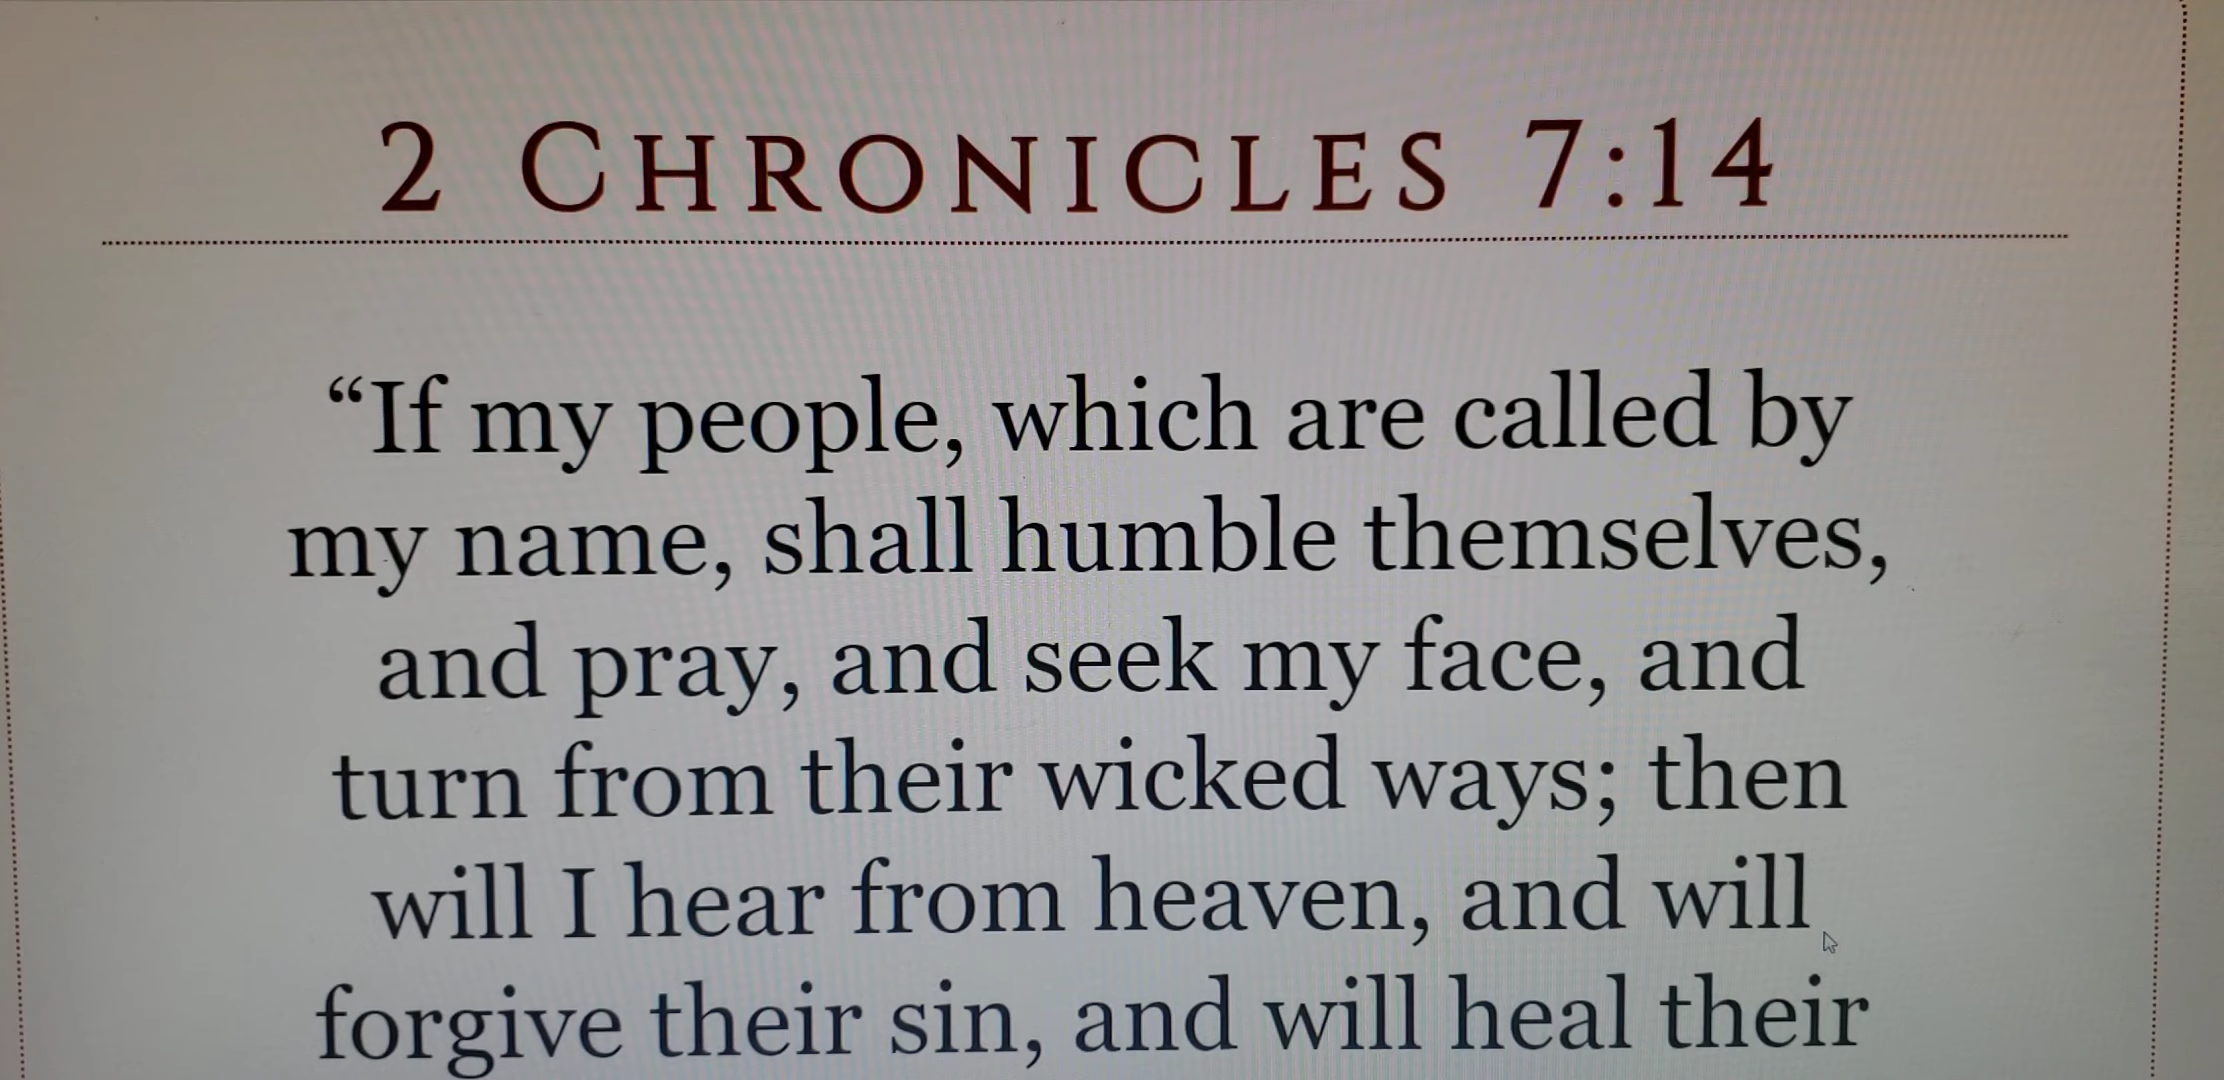 2 CHRONICLES 7:14
“If my people, which are called by
my name, shall humble themselves,
and pray, and seek my face, and
turn from their wicked ways; then
will I hear from heaven, and will
forgive their sin, and will heal their